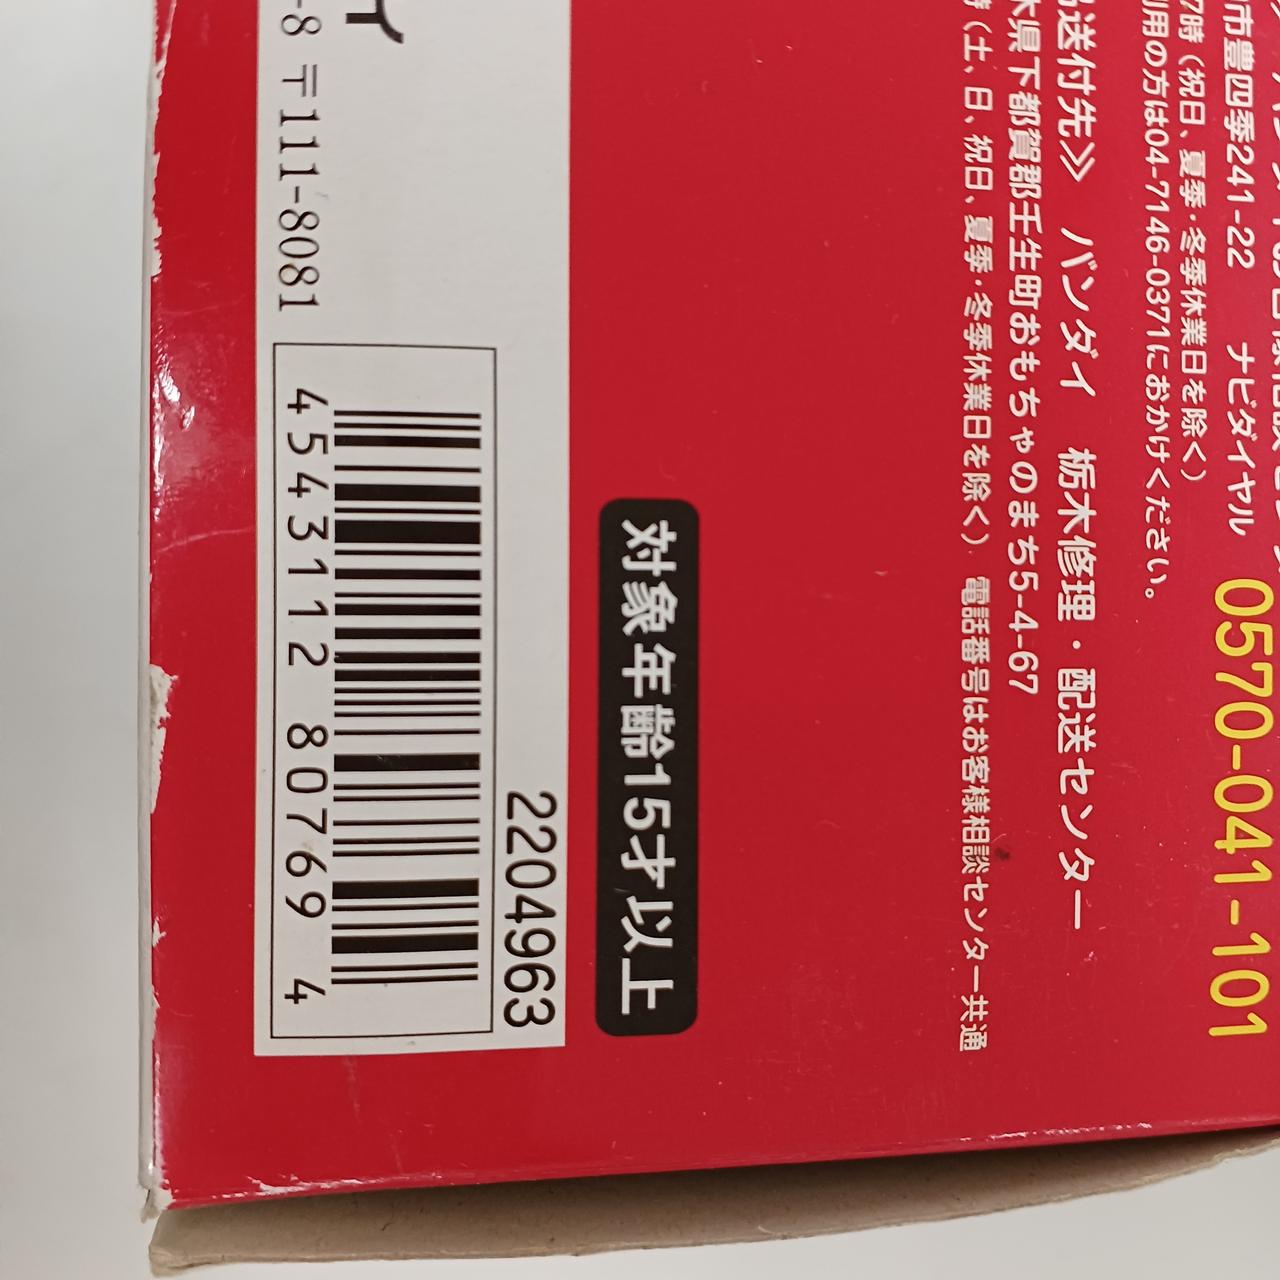 市豊四季241-22 ナビダイヤル 0570-041-101
7時(祝日、夏季・冬季休業日を除く)
用の方は04-7146-0371におかけください。
送付先》 バンダイ 栃木修理・配送センター
木県下都賀郡壬生町おもちゃのまち5-4-67
(土、日、祝日、夏季・冬季休業日を除く) 電話番号はお客様相談センター共通
対象年齢15才以上
2204963
-8 〒111-8081
4 543112 807694